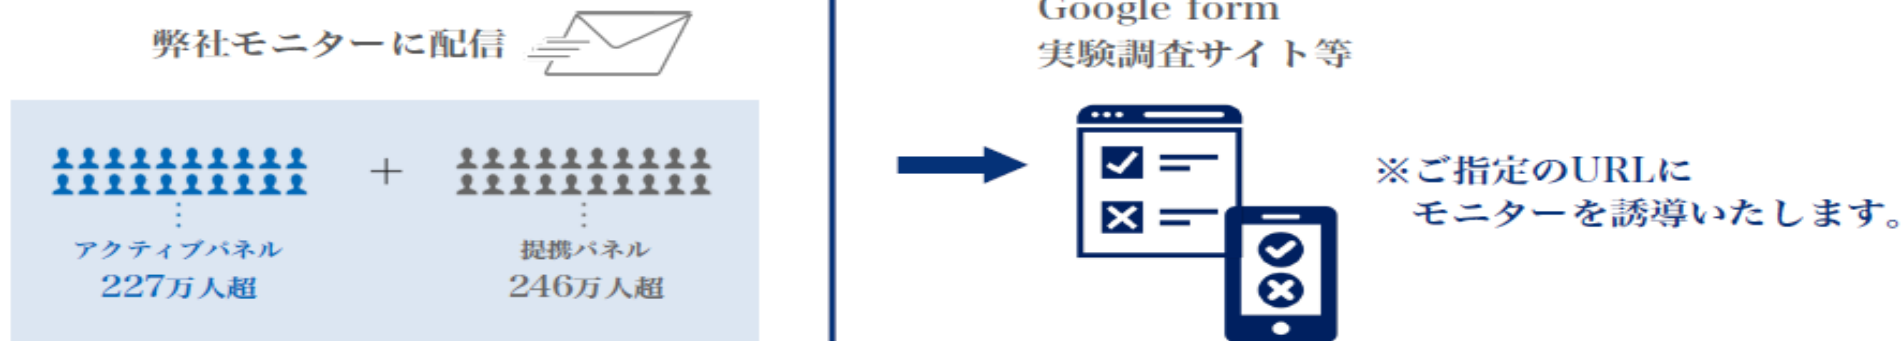 弊社モニターに配信
+
アクティブパネル
227万人超
提携パネル
246万人超
Google form
実験調査サイト等
※ご指定のURLに
モニターを誘導いたします。